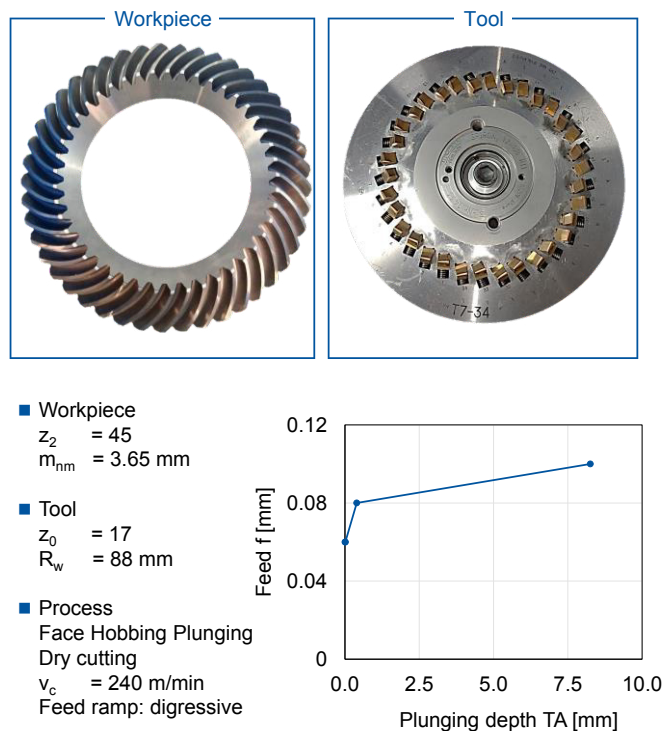 Workpiece
Tool
T7-34
■ Workpiece
z₂ = 45
mₙₘ = 3.65 mm
■ Tool
z₀ = 17
R_w = 88 mm
■ Process
Face Hobbing Plunging
Dry cutting
v_c = 240 m/min
Feed ramp: digressive
Feed f [mm]
0.12
0.08
0.04
0
0.0 2.5 5.0 7.5 10.0
Plunging depth TA [mm]